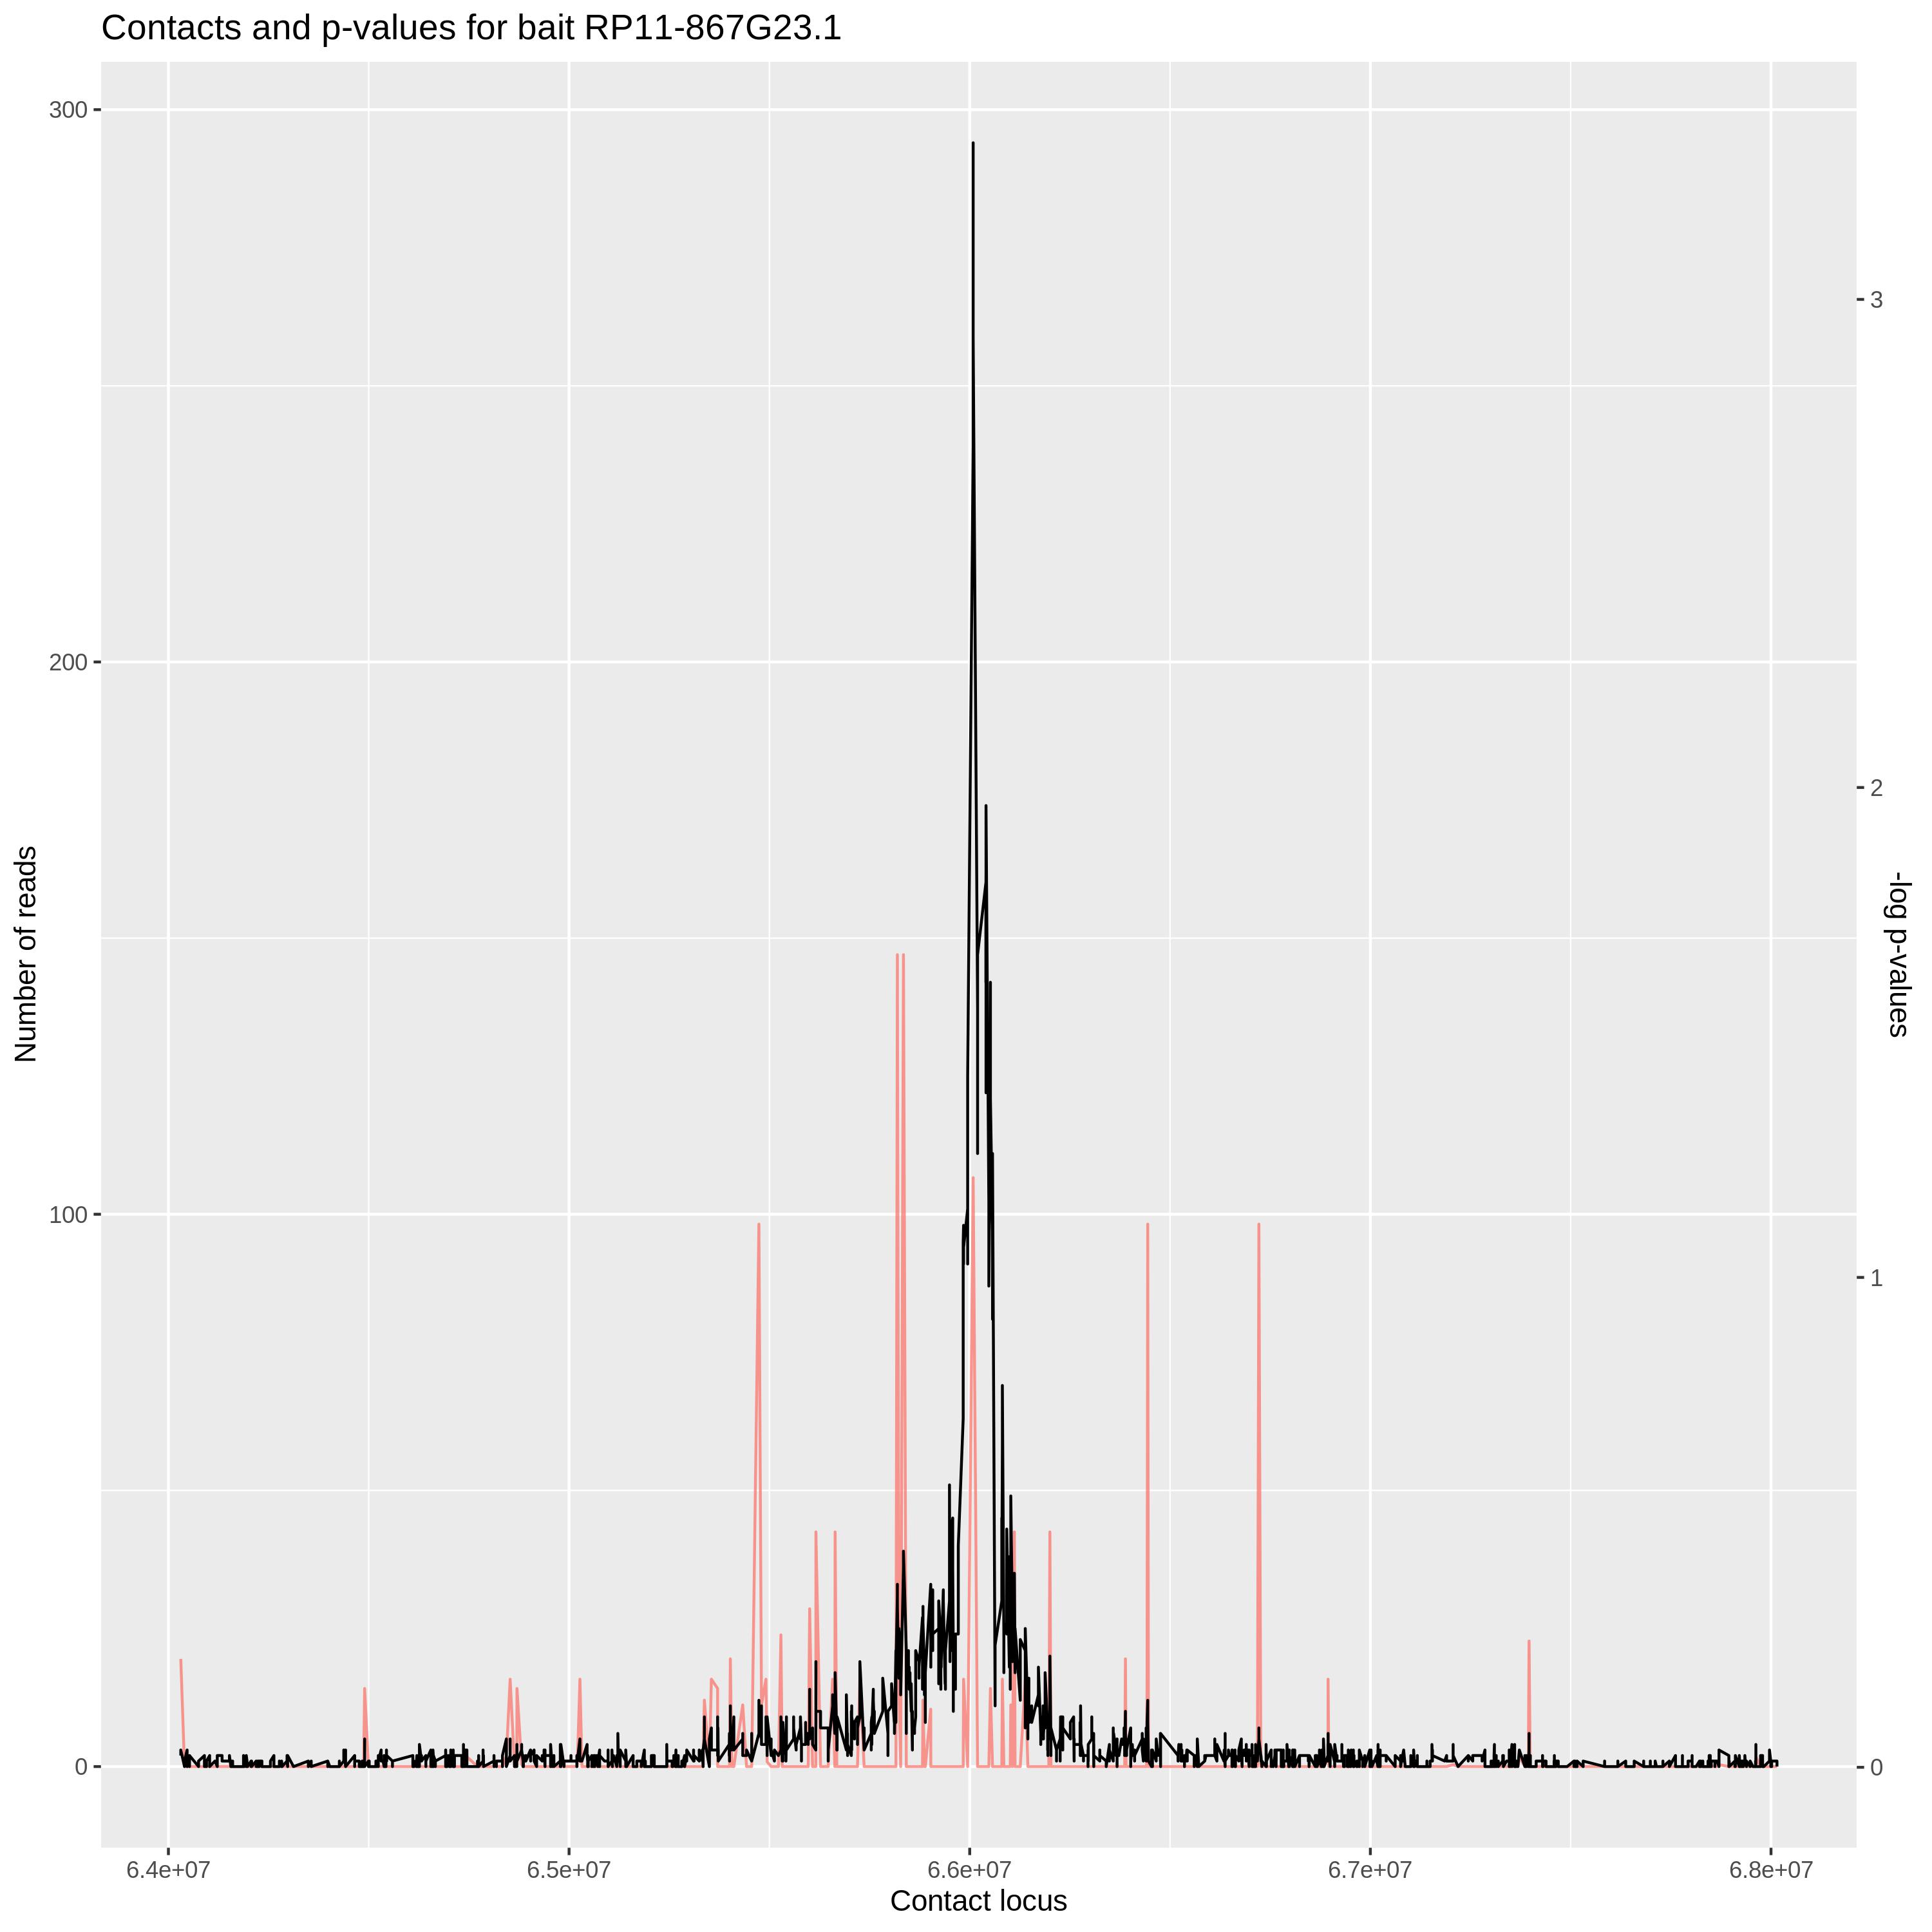 Contacts and p-values for bait RP11-867G23.1
300
200
100
0
Number of reads
3
2
1
0
-log p-values
6.4e+07
6.5e+07
6.6e+07
6.7e+07
6.8e+07
Contact locus